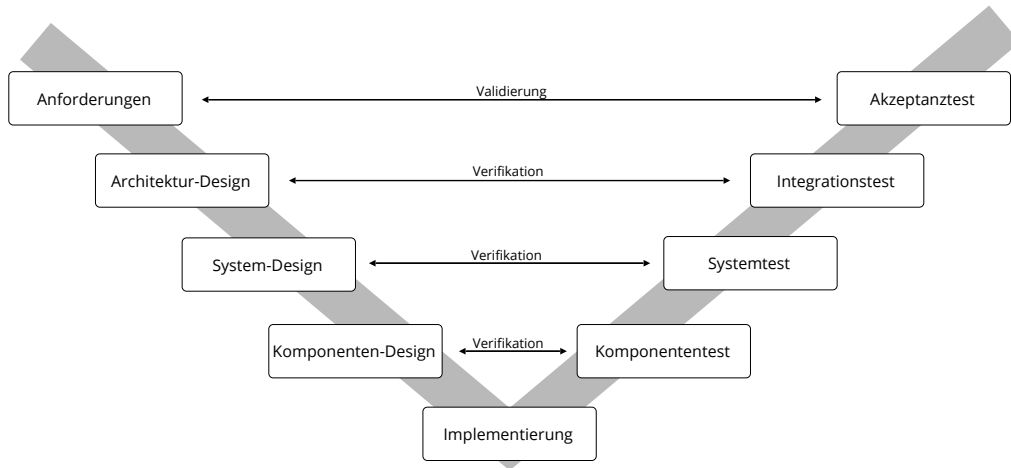 Anforderungen
Validierung
Akzeptanztest
Architektur-Design
Verifikation
Integrationstest
System-Design
Verifikation
Systemtest
Komponenten-Design
Verifikation
Komponententest
Implementierung